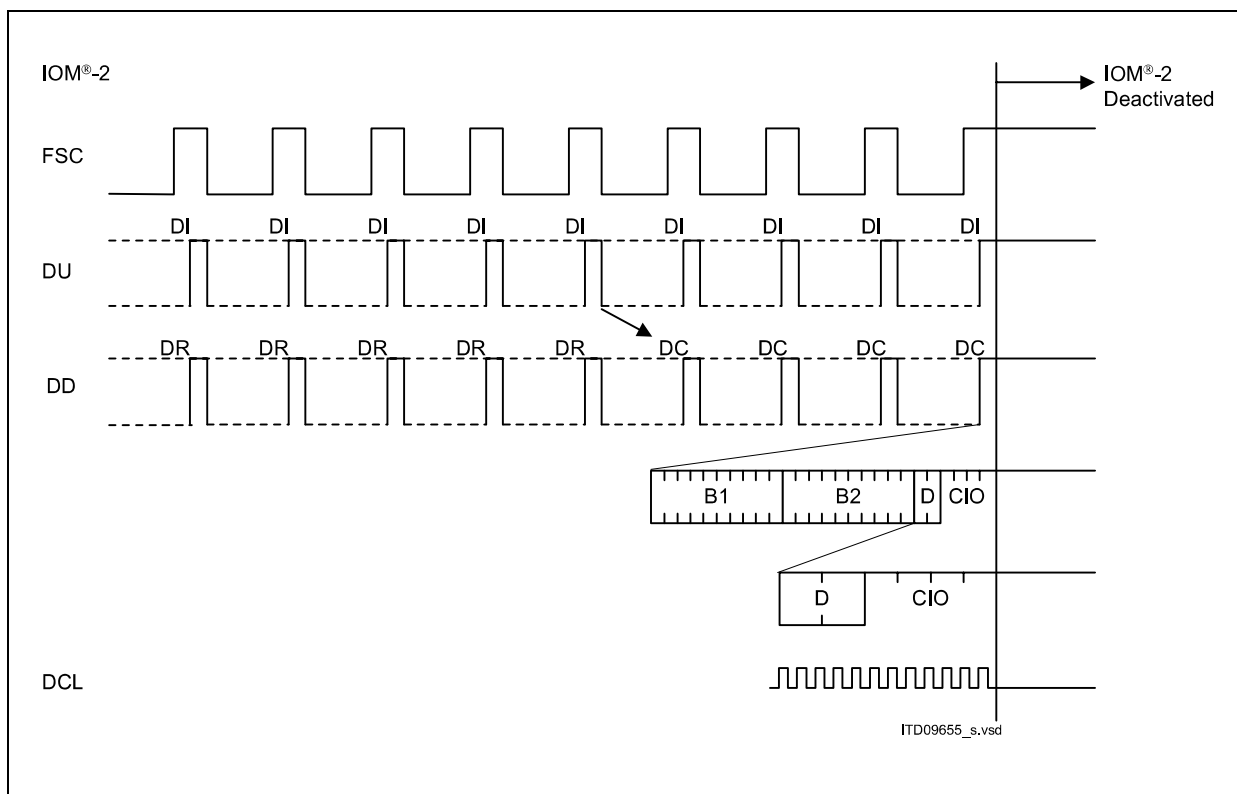 IOM®-2
IOM®-2
Deactivated
FSC
DI DI DI DI DI DI DI DI DI
DU
DR DR DR DR DR DC DC DC DC
DD
B1 B2 D CIO
D CIO
DCL
ITD09655_s.vsd